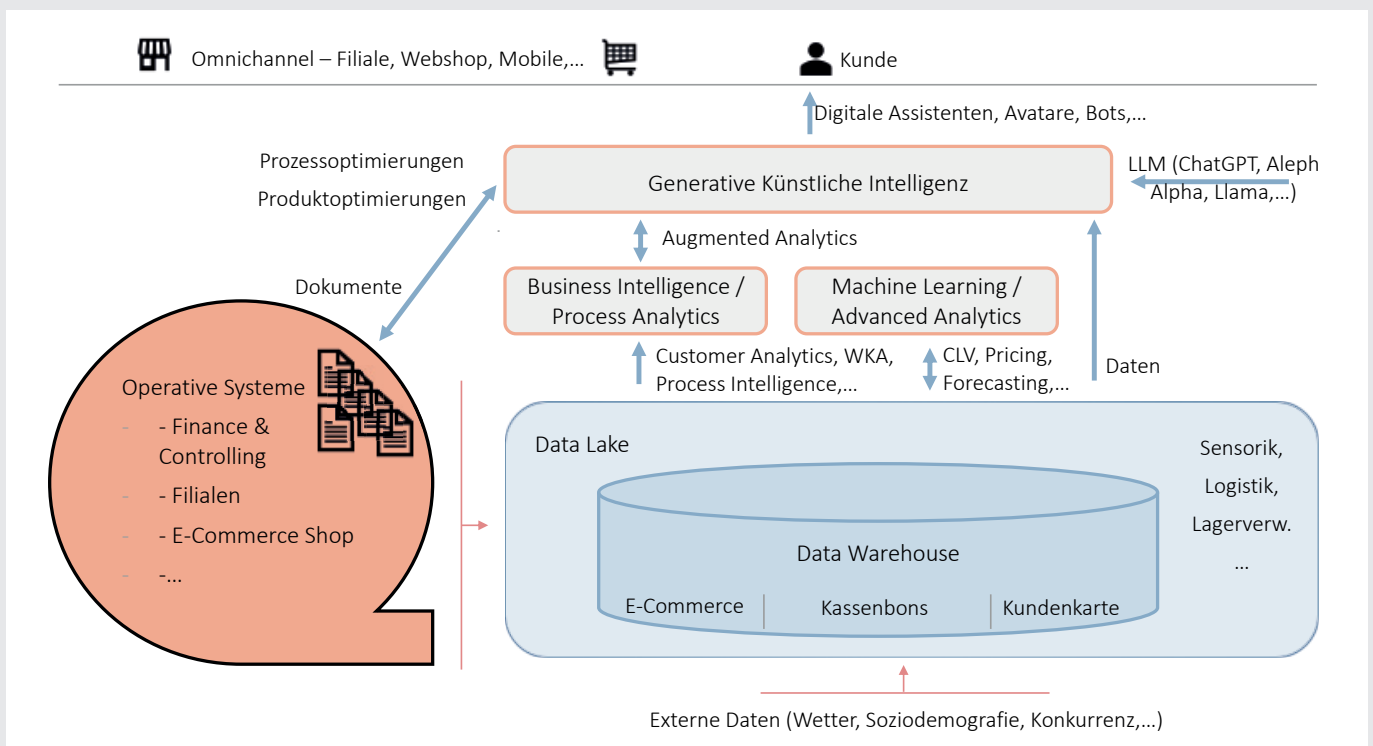 Omnichannel – Filiale, Webshop, Mobile,...
Kunde
Digitale Assistenten, Avatare, Bots,...
Prozessoptimierungen
Produktoptimierungen
Generative Künstliche Intelligenz
LLM (ChatGPT, Aleph
Alpha, Llama,...)
Augmented Analytics
Dokumente
Business Intelligence /
Process Analytics
Machine Learning /
Advanced Analytics
Customer Analytics, WKA,
Process Intelligence,...
CLV, Pricing,
Forecasting,...
Daten
Operative Systeme
- - Finance &
Controlling
- - Filialen
- - E-Commerce Shop
- -...
Data Lake
Sensorik,
Logistik,
Lagerverw.
...
Data Warehouse
E-Commerce
Kassenbons
Kundenkarte
Externe Daten (Wetter, Soziodemografie, Konkurrenz,...)